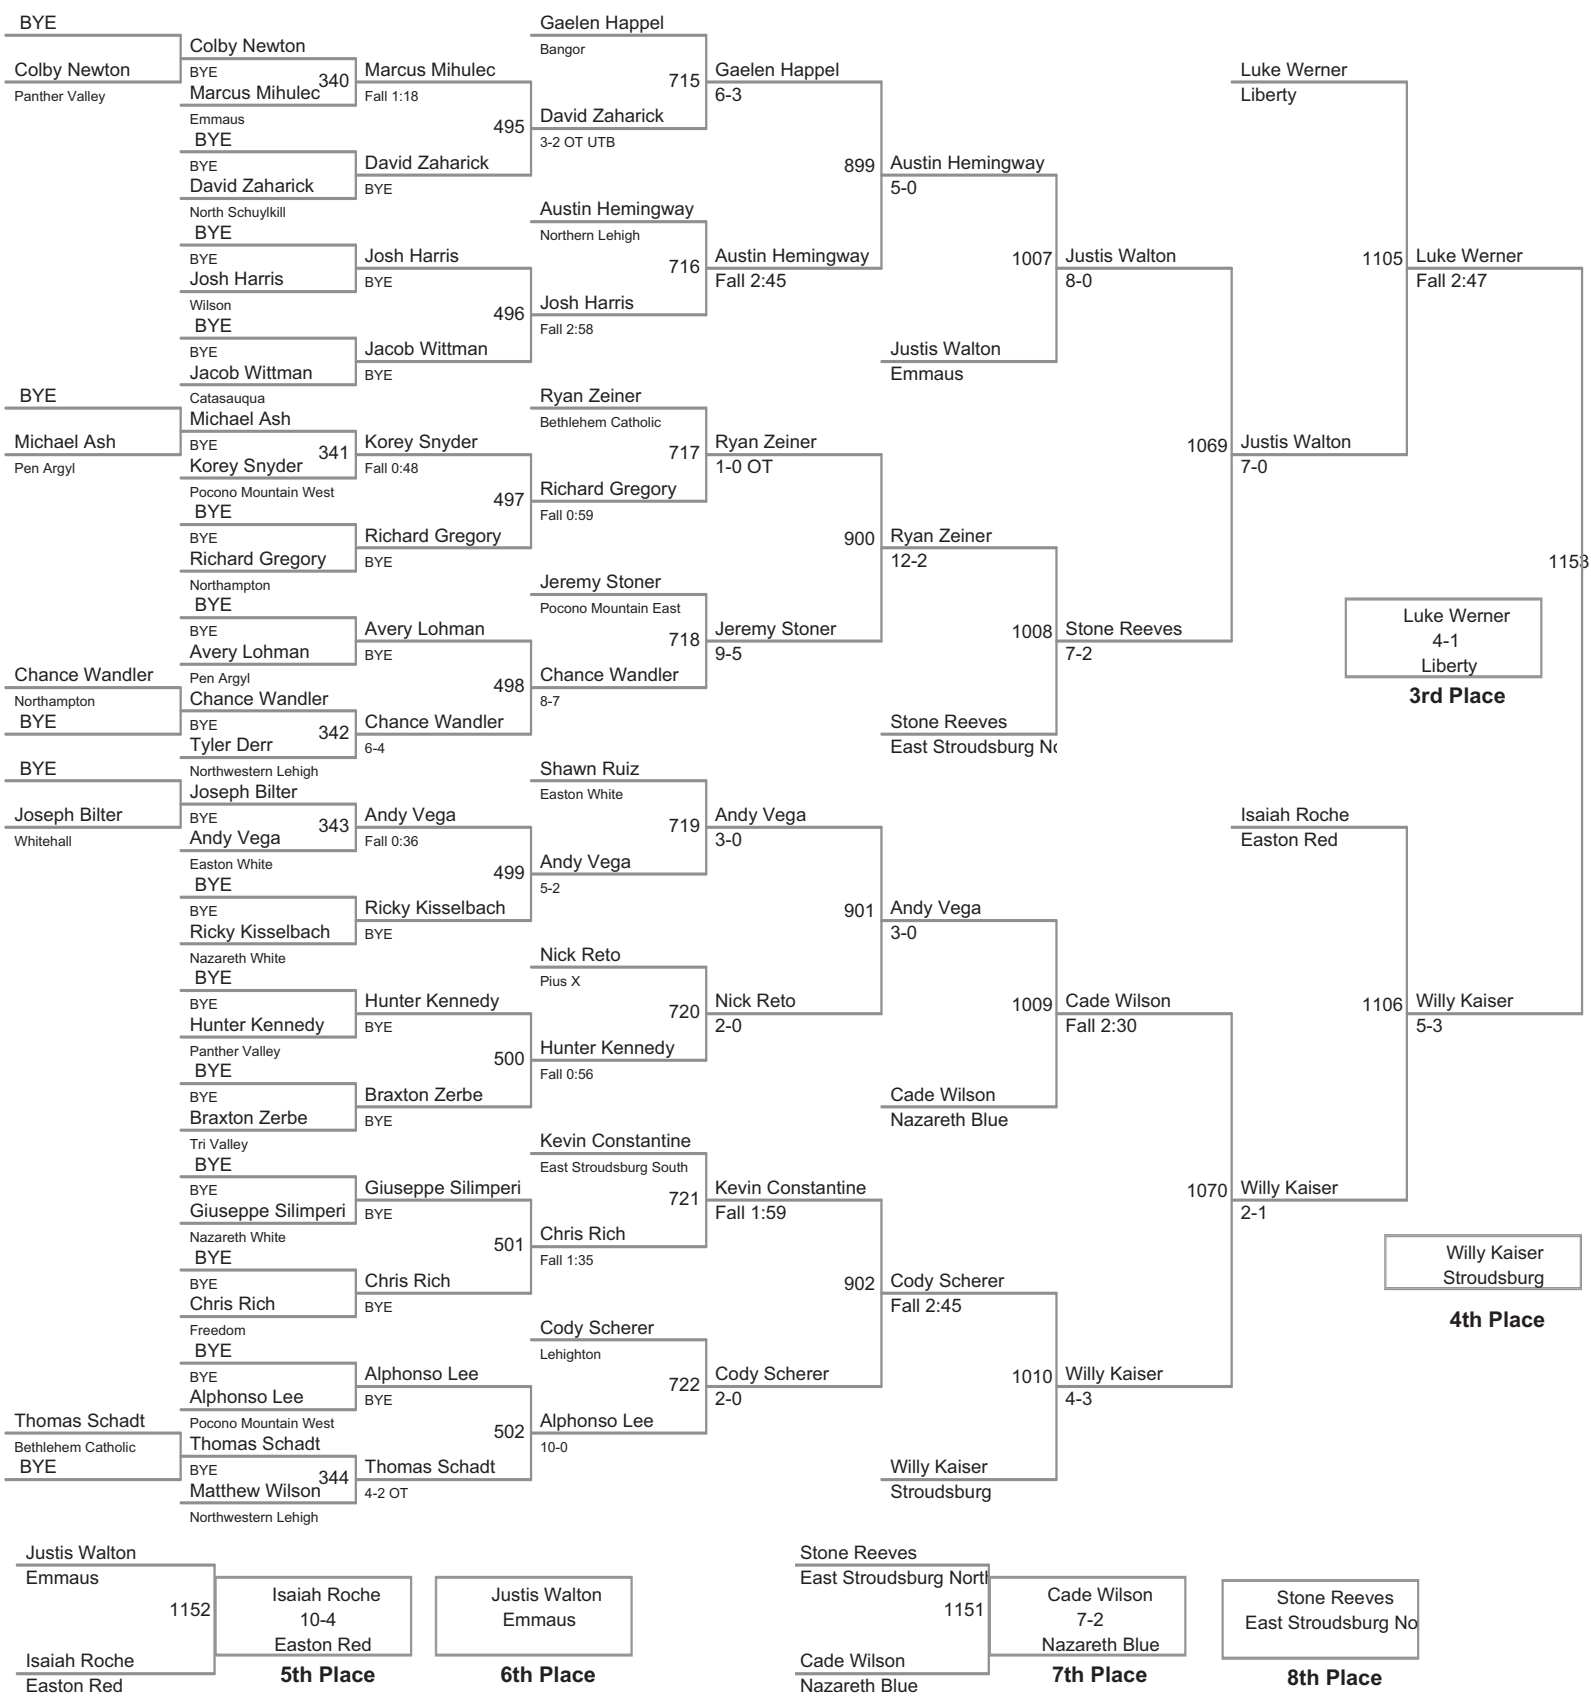 BYE
Colby Newton
Panther Valley
Colby Newton
BYE
340
Marcus Mihulec
Emmaus
Marcus Mihulec
Fall 1:18
BYE
BYE
David Zaharick
North Schuylkill
David Zaharick
BYE
495
David Zaharick
3-2 OT UTB
Gaelen Happel
Bangor
715
Gaelen Happel
6-3
BYE
BYE
Josh Harris
Wilson
Josh Harris
BYE
BYE
BYE
Jacob Wittman
Catasauqua
Jacob Wittman
BYE
496
Josh Harris
Fall 2:58
Austin Hemingway
Northern Lehigh
716
Austin Hemingway
Fall 2:45
899
Austin Hemingway
5-0
Justis Walton
Emmaus
1007
Justis Walton
8-0
BYE
Michael Ash
Pen Argyl
Michael Ash
BYE
341
Korey Snyder
Pocono Mountain West
Korey Snyder
Fall 0:48
BYE
BYE
Richard Gregory
Northampton
Richard Gregory
BYE
497
Richard Gregory
Fall 0:59
Ryan Zeiner
Bethlehem Catholic
717
Ryan Zeiner
1-0 OT
BYE
BYE
Avery Lohman
Pen Argyl
Avery Lohman
BYE
Chance Wandler
Northampton
BYE
Chance Wandler
BYE
342
Tyler Derr
Northwestern Lehigh
Chance Wandler
6-4
498
Chance Wandler
8-7
Jeremy Stoner
Pocono Mountain East
718
Jeremy Stoner
9-5
900
Ryan Zeiner
12-2
Stone Reeves
East Stroudsburg No
1008
Stone Reeves
7-2
1069
Justis Walton
7-0
Luke Werner
Liberty
1105
Luke Werner
Fall 2:47
BYE
Joseph Bilter
Whitehall
Joseph Bilter
BYE
343
Andy Vega
Easton White
Andy Vega
Fall 0:36
BYE
BYE
Ricky Kisselbach
Nazareth White
Ricky Kisselbach
BYE
499
Andy Vega
5-2
Shawn Ruiz
Easton White
719
Andy Vega
3-0
BYE
BYE
Hunter Kennedy
Panther Valley
Hunter Kennedy
BYE
BYE
BYE
Braxton Zerbe
Tri Valley
Braxton Zerbe
BYE
500
Hunter Kennedy
Fall 0:56
Nick Reto
Pius X
720
Nick Reto
2-0
901
Andy Vega
3-0
Cade Wilson
Nazareth Blue
1009
Cade Wilson
Fall 2:30
BYE
BYE
Giuseppe Silimperi
Nazareth White
Giuseppe Silimperi
BYE
BYE
BYE
Chris Rich
Freedom
Chris Rich
BYE
501
Chris Rich
Fall 1:35
Kevin Constantine
East Stroudsburg South
721
Kevin Constantine
Fall 1:59
BYE
BYE
Alphonso Lee
Pocono Mountain West
Alphonso Lee
BYE
Thomas Schadt
Bethlehem Catholic
BYE
Thomas Schadt
BYE
344
Matthew Wilson
Northwestern Lehigh
Thomas Schadt
4-2 OT
502
Alphonso Lee
10-0
Cody Scherer
Lehighton
722
Cody Scherer
2-0
902
Cody Scherer
Fall 2:45
Willy Kaiser
Stroudsburg
1010
Willy Kaiser
4-3
1070
Willy Kaiser
2-1
Isaiah Roche
Easton Red
1106
Willy Kaiser
5-3
1153
Luke Werner
4-1
Liberty
3rd Place
Willy Kaiser
Stroudsburg
4th Place
Justis Walton
Emmaus
1152
Isaiah Roche
Easton Red
Isaiah Roche
10-4
Easton Red
5th Place
Justis Walton
Emmaus
6th Place
Stone Reeves
East Stroudsburg North
1151
Cade Wilson
Nazareth Blue
Cade Wilson
7-2
Nazareth Blue
7th Place
Stone Reeves
East Stroudsburg No
8th Place